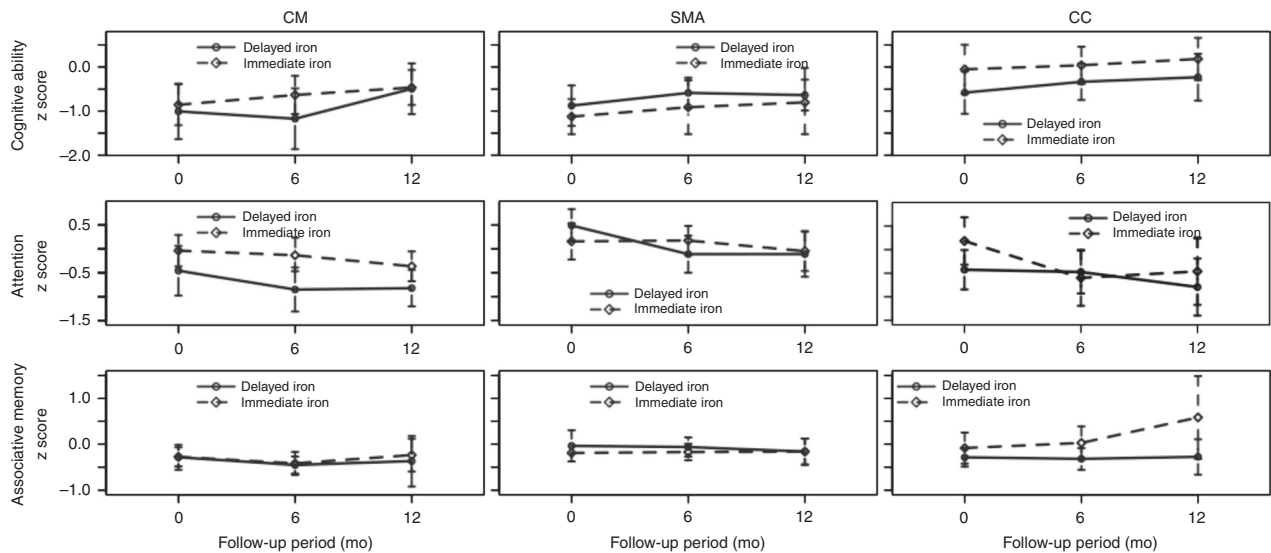 CM
SMA
CC
Cognitive ability
z score
0.0
−1.0
−2.0
Delayed iron
Immediate iron
Delayed iron
Immediate iron
Delayed iron
Immediate iron
0
6
12
0
6
12
0
6
12
Attention
z score
0.5
−0.5
−1.5
Delayed iron
Immediate iron
Delayed iron
Immediate iron
Delayed iron
Immediate iron
0
6
12
0
6
12
0
6
12
Associative memory
z score
1.0
0.0
−1.0
Delayed iron
Immediate iron
Delayed iron
Immediate iron
Delayed iron
Immediate iron
0
6
12
0
6
12
0
6
12
Follow-up period (mo)
Follow-up period (mo)
Follow-up period (mo)